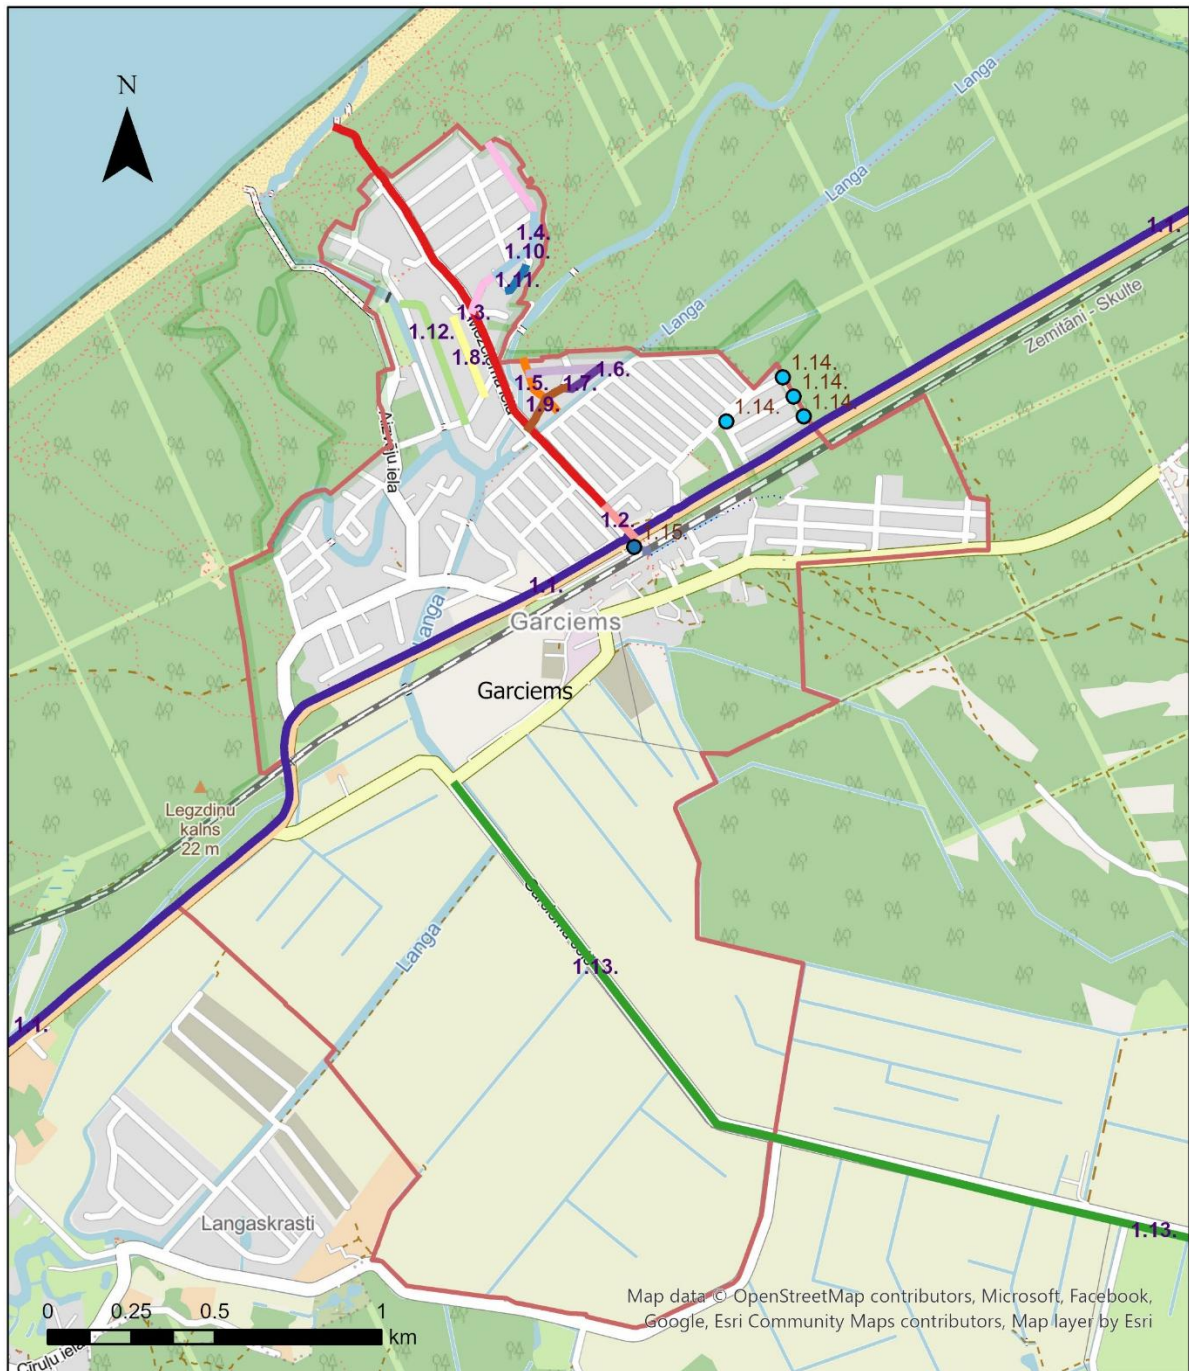 N
Langa
Langa
1.1.
1.4.
1.10.
1.11.
Zemitāni - Skulte
Langa
1.3.
Mežciema iela
1.12.
1.8.
1.6.
1.5.
1.7.
1.9.
1.14.
1.14.
1.14.
1.14.
Aizvēju iela
1.2.
1.15.
1.1.
Langa
Garciems
Garciems
Legzdiņu
kalns
22 m
Garciema ceļš
1.13.
Langa
1.1.
Langaskrasti
1.13.
0 0.25 0.5 1
km
Cīruļu iela
Map data © OpenStreetMap contributors, Microsoft, Facebook,
Google, Esri Community Maps contributors, Map layer by Esri